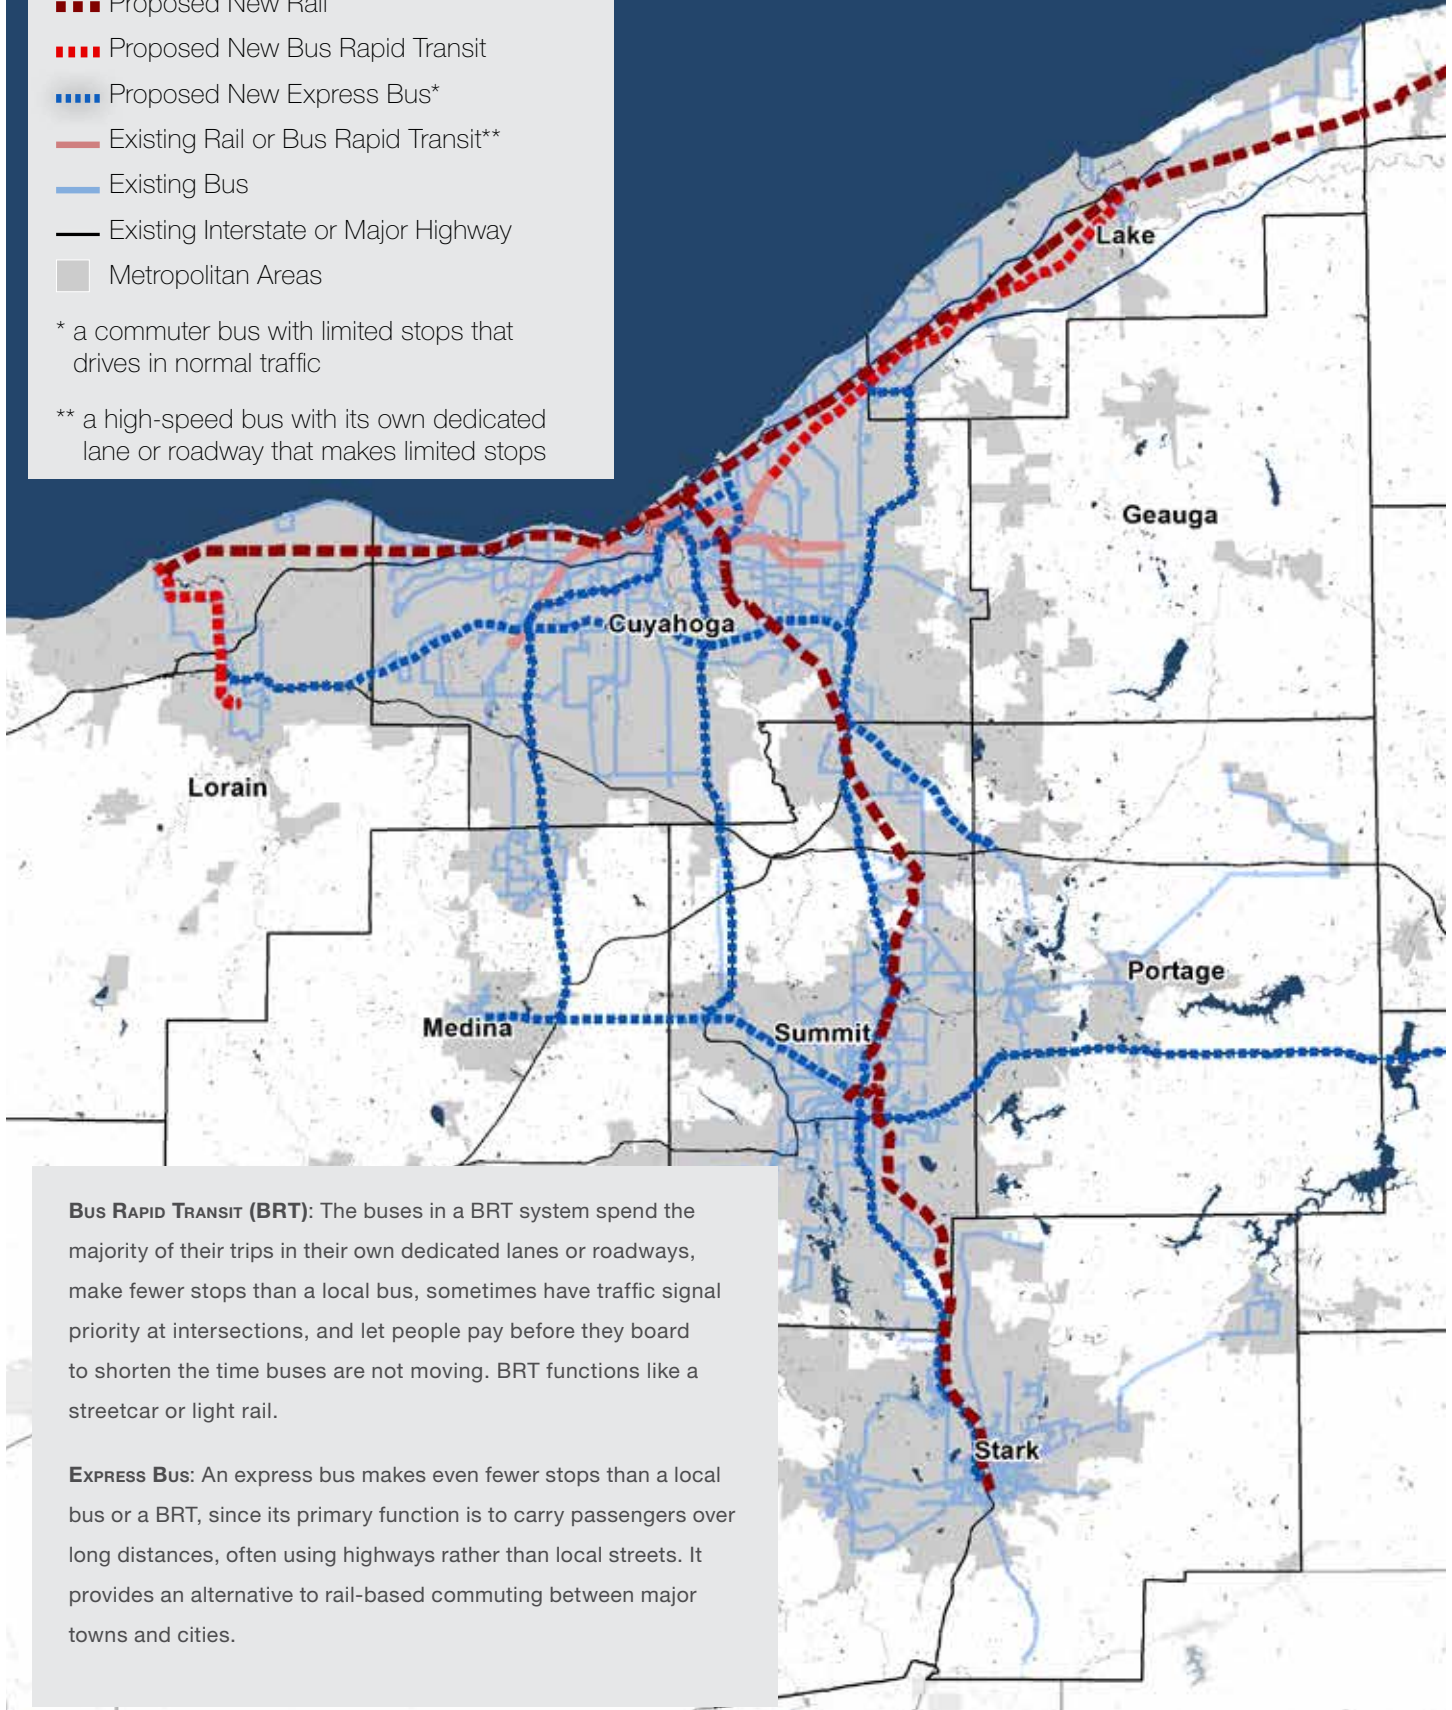 Proposed New Rail
Proposed New Bus Rapid Transit
Proposed New Express Bus*
Existing Rail or Bus Rapid Transit**
Existing Bus
Existing Interstate or Major Highway
Metropolitan Areas
* a commuter bus with limited stops that
drives in normal traffic
** a high-speed bus with its own dedicated
lane or roadway that makes limited stops
Lake
Geauga
Cuyahoga
Lorain
Portage
Medina
Summit
Stark
Bus Rapid Transit (BRT): The buses in a BRT system spend the
majority of their trips in their own dedicated lanes or roadways,
make fewer stops than a local bus, sometimes have traffic signal
priority at intersections, and let people pay before they board
to shorten the time buses are not moving. BRT functions like a
streetcar or light rail.
Express Bus: An express bus makes even fewer stops than a local
bus or a BRT, since its primary function is to carry passengers over
long distances, often using highways rather than local streets. It
provides an alternative to rail-based commuting between major
towns and cities.